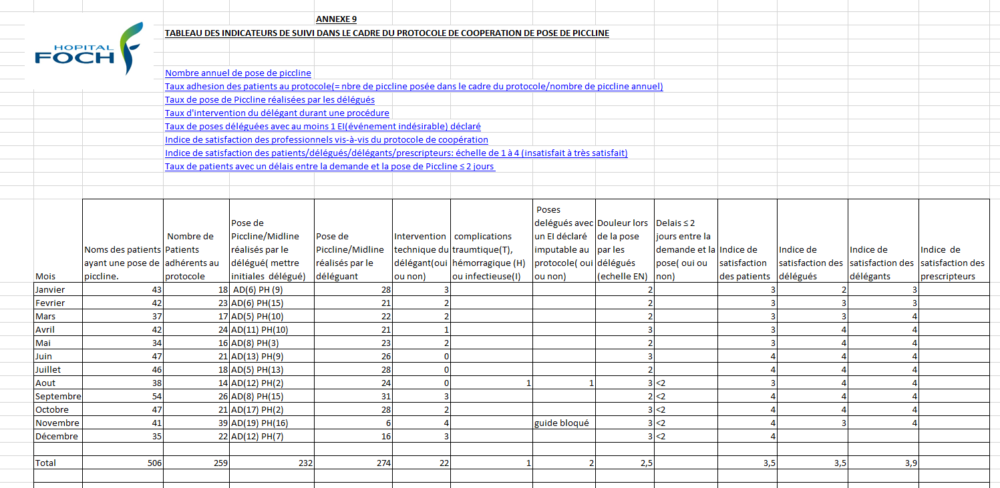 ANNEXE 9
TABLEAU DES INDICATEURS DE SUIVI DANS LE CADRE DU PROTOCOLE DE COOPERATION DE POSE DE PICCLINE
HOPITAL
FOCH
Nombre annuel de pose de piccline
Taux adhesion des patients au protocole(= nbre de piccline posée dans le cadre du protocole/nombre de piccline annuel)
Taux de pose de Piccline réalisées par les délégués
Taux d'intervention du délégant durant une procédure
Taux de poses déléguées avec au moins 1 EI(événement indésirable) déclaré
Indice de satisfaction des professionnels vis-à-vis du protocole de coopération
Indice de satisfaction des patients/délégués/délégants/prescripteurs: échelle de 1 à 4 (insatisfait à très satisfait)
Taux de patients avec un délais entre la demande et la pose de Piccline ≤ 2 jours
Mois
Noms des patients
ayant une pose de
piccline.
Nombre de
Patients
adhérents au
protocole
Pose de
Piccline/Midline
réalisés par le
délégué( mettre
initiales délégué)
Pose de
Piccline/Midline
réalisés par le
déléguant
Intervention
technique du
délégant(oui
ou non)
complications
traumtique(T),
hémorragique (H)
ou infectieuse(I)
Poses
delégués avec
un EI déclaré
imputable au
protocole( oui
ou non)
Douleur lors
de la pose
par les
délégués
(echelle EN)
Delais ≤ 2
jours entre la
demande et la
pose( oui ou
non)
Indice de
satisfaction
des patients
Indice de
satisfaction des
délégués
Indice de
satisfaction des
délégants
Indice de
satisfaction des
prescripteurs
Janvier 43 18 AD(6) PH (9) 28 3 2 3 2 3
Fevrier 42 23 AD(6) PH(15) 21 2 2 3 3 3
Mars 37 17 AD(5) PH(10) 22 2 2 3 3 4
Avril 42 24 AD(11) PH(10) 21 1 3 3 4 4
Mai 34 16 AD(8) PH(3) 23 2 2 3 4 4
Juin 47 21 AD(13) PH(9) 26 0 3 4 4 4
Juillet 46 18 AD(5) PH(13) 28 0 2 4 4 4
Aout 38 14 AD(12) PH(2) 24 0 1 1 3 <2 3 4 4
Septembre 54 26 AD(8) PH(15) 31 3 2 <2 4 4 4
Octobre 47 21 AD(17) PH(2) 28 2 3 <2 4 4 4
Novembre 41 39 AD(19) PH(16) 6 4 guide bloqué 3 <2 4 3 4
Décembre 35 22 AD(12) PH(7) 16 3 3 <2 4
Total 506 259 232 274 22 1 2 2,5 3,5 3,5 3,9